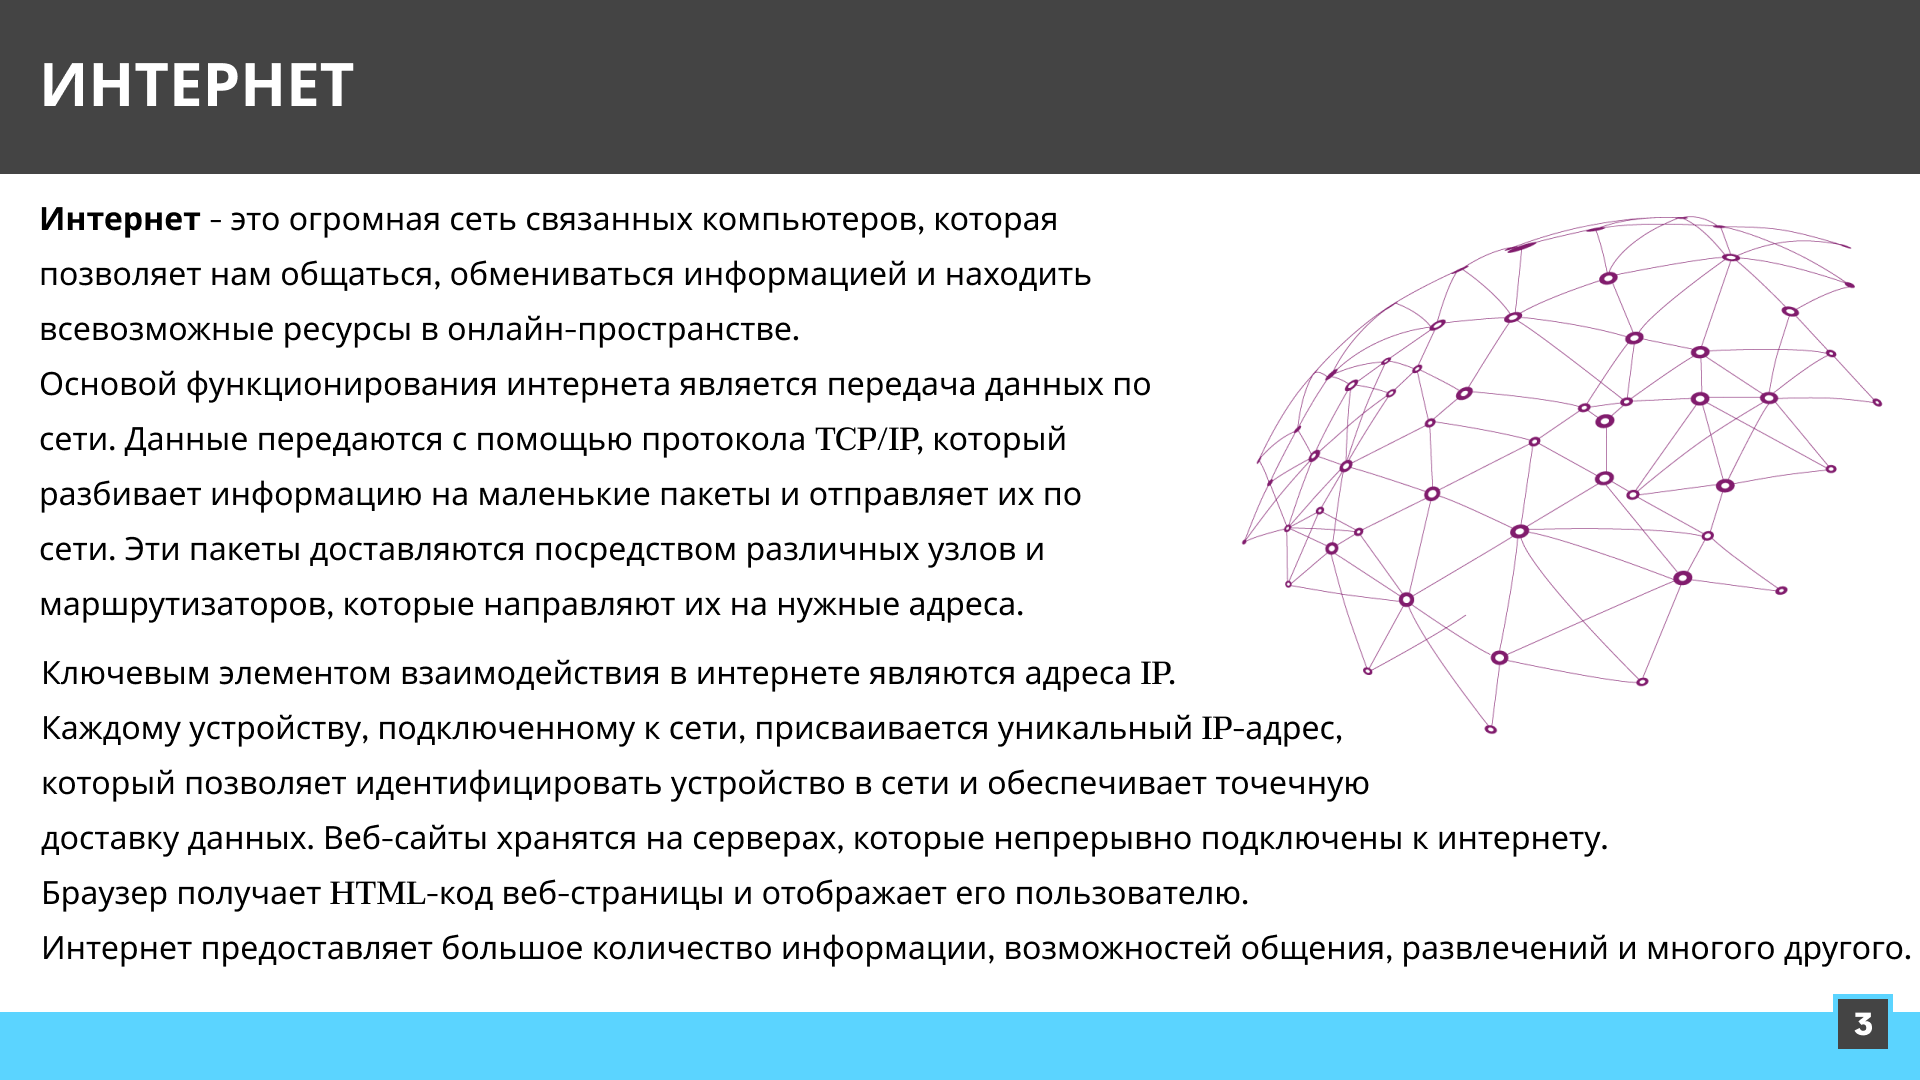 ИНТЕРНЕТ
Интернет - это огромная сеть связанных компьютеров, которая
позволяет нам общаться, обмениваться информацией и находить
всевозможные ресурсы в онлайн-пространстве.
Основой функционирования интернета является передача данных по
сети. Данные передаются с помощью протокола TCP/IP, который
разбивает информацию на маленькие пакеты и отправляет их по
сети. Эти пакеты доставляются посредством различных узлов и
маршрутизаторов, которые направляют их на нужные адреса.
Ключевым элементом взаимодействия в интернете являются адреса IP.
Каждому устройству, подключенному к сети, присваивается уникальный IP-адрес,
который позволяет идентифицировать устройство в сети и обеспечивает точечную
доставку данных. Веб-сайты хранятся на серверах, которые непрерывно подключены к интернету.
Браузер получает HTML-код веб-страницы и отображает его пользователю.
Интернет предоставляет большое количество информации, возможностей общения, развлечений и многого другого.
3